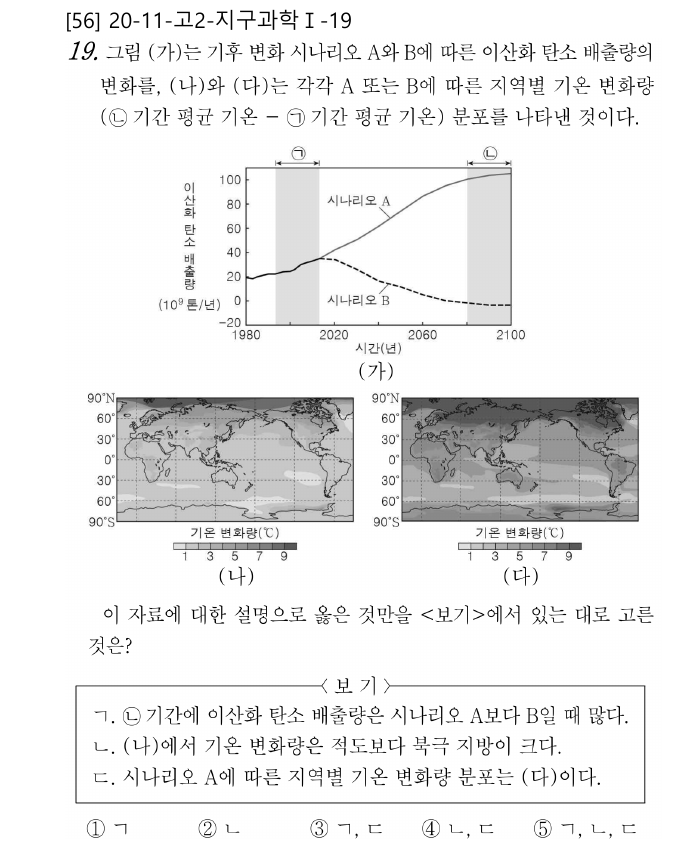 [56] 20-11-고2-지구과학Ⅰ-19
19. 그림 (가)는 기후 변화 시나리오 A와 B에 따른 이산화 탄소 배출량의
변화를, (나)와 (다)는 각각 A 또는 B에 따른 지역별 기온 변화량
(㉡ 기간 평균 기온 - ㉠ 기간 평균 기온) 분포를 나타낸 것이다.
㉠ ㉡
이산화 탄소 배출량
(10⁹톤/년)
100
80
60
40
20
0
-20
시나리오 A
시나리오 B
1980 2020 2060 2100
시간(년)
(가)
90°N
60°
30°
0°
30°
60°
90°S
기온 변화량(℃)
1 3 5 7 9
(나)
90°N
60°
30°
0°
30°
60°
90°S
기온 변화량(℃)
1 3 5 7 9
(다)
이 자료에 대한 설명으로 옳은 것만을 <보기>에서 있는 대로 고른
것은?
〈보 기〉
ㄱ. ㉡ 기간에 이산화 탄소 배출량은 시나리오 A보다 B일 때 많다.
ㄴ. (나)에서 기온 변화량은 적도보다 북극 지방이 크다.
ㄷ. 시나리오 A에 따른 지역별 기온 변화량 분포는 (다)이다.
① ㄱ ② ㄴ ③ ㄱ, ㄷ ④ ㄴ, ㄷ ⑤ ㄱ, ㄴ, ㄷ